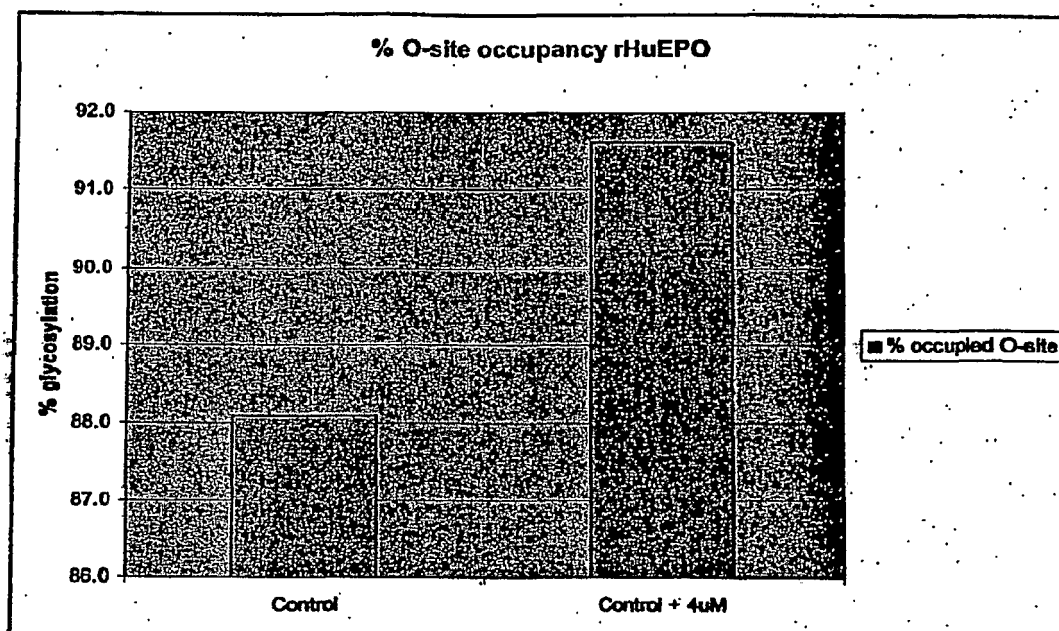 % O-site occupancy rHuEPO
92.0
91.0
90.0
89.0
88.0
87.0
86.0
% glycosylation
Control
Control + 4uM
% occupied O-site